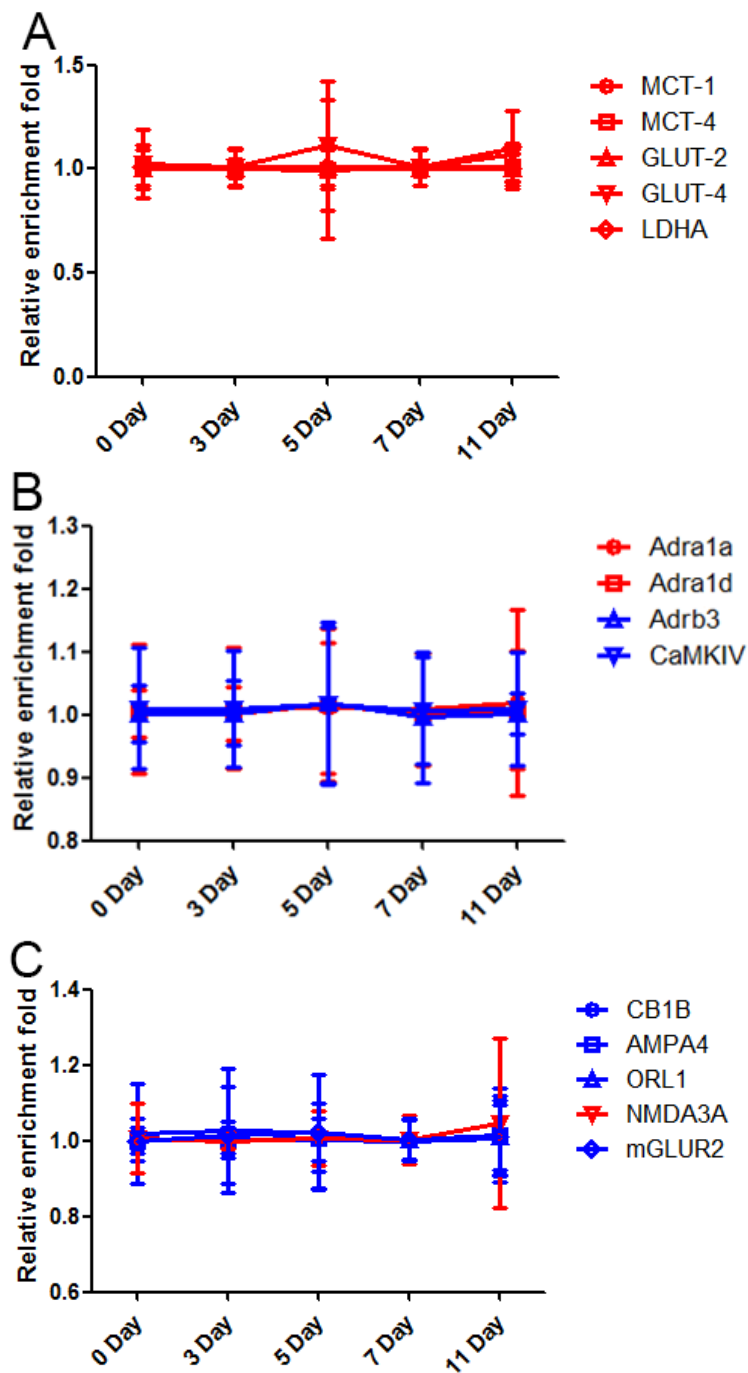 A
Relative enrichment fold
1.5
1.0
0.5
0.0
0 Day
3 Day
5 Day
7 Day
11 Day
MCT-1
MCT-4
GLUT-2
GLUT-4
LDHA
B
Relative enrichment fold
1.3
1.2
1.1
1.0
0.9
0.8
0 Day
3 Day
5 Day
7 Day
11 Day
Adra1a
Adra1d
Adrb3
CaMKIV
C
Relative enrichment fold
1.4
1.2
1.0
0.8
0.6
0 Day
3 Day
5 Day
7 Day
11 Day
CB1B
AMPA4
ORL1
NMDA3A
mGLUR2